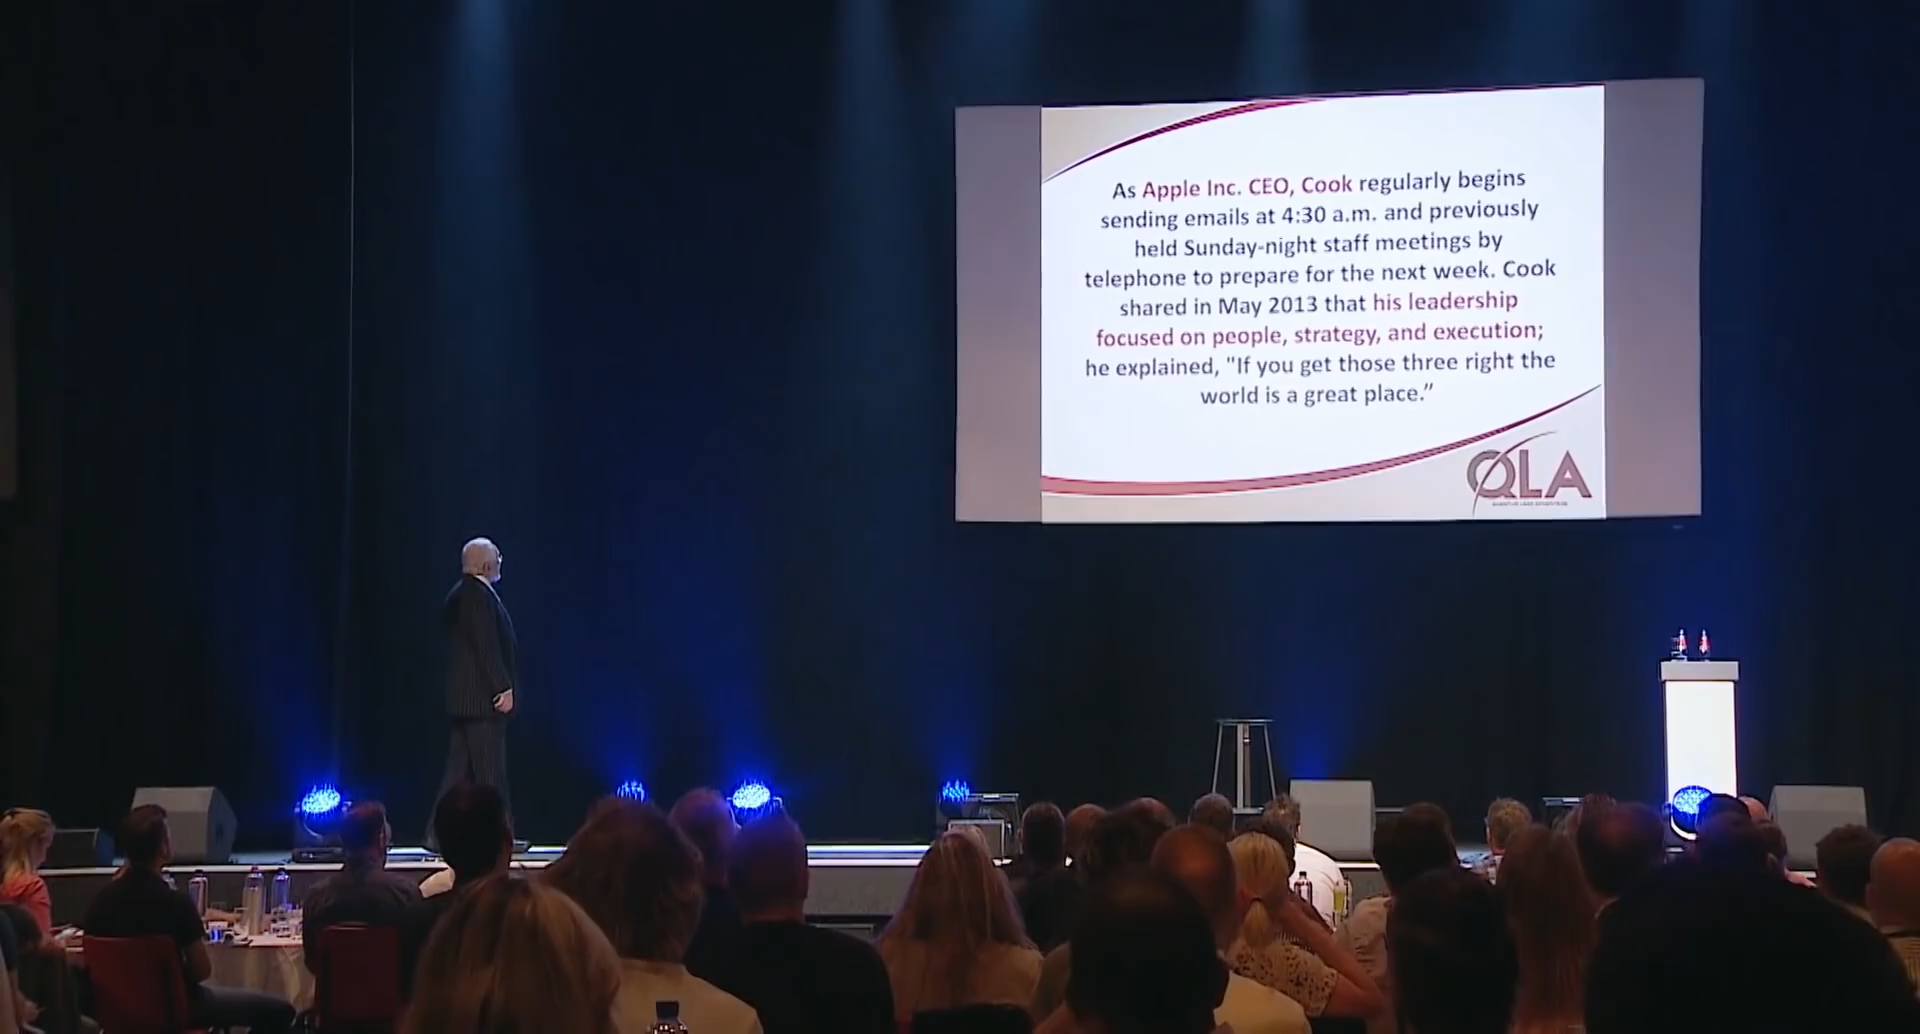 As Apple Inc. CEO, Cook regularly begins
sending emails at 4:30 a.m. and previously
held Sunday-night staff meetings by
telephone to prepare for the next week. Cook
shared in May 2013 that his leadership
focused on people, strategy, and execution;
he explained, "If you get those three right the
world is a great place.”
QLA